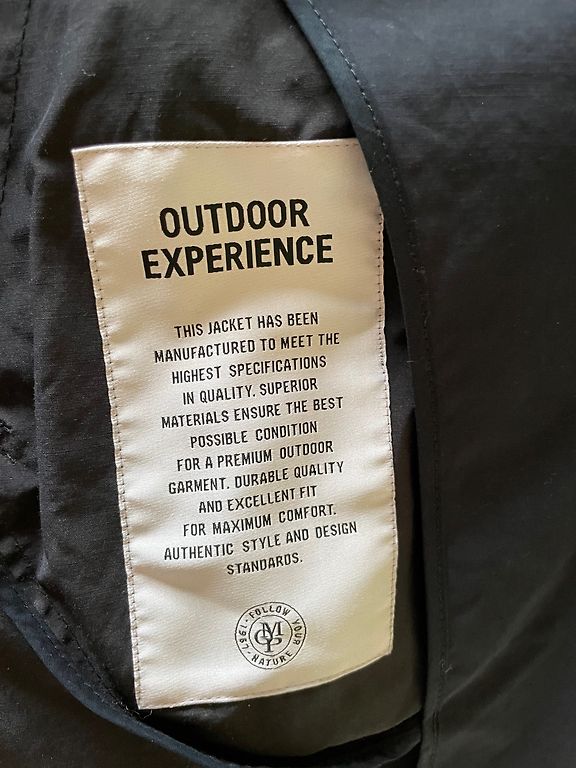 OUTDOOR
EXPERIENCE
THIS JACKET HAS BEEN
MANUFACTURED TO MEET THE
HIGHEST SPECIFICATIONS
IN QUALITY. SUPERIOR
MATERIALS ENSURE THE BEST
POSSIBLE CONDITION
FOR A PREMIUM OUTDOOR
GARMENT. DURABLE QUALITY
AND EXCELLENT FIT
FOR MAXIMUM COMFORT.
AUTHENTIC STYLE AND DESIGN
STANDARDS.
1967 · FOLLOW YOUR NATURE ·
MOP